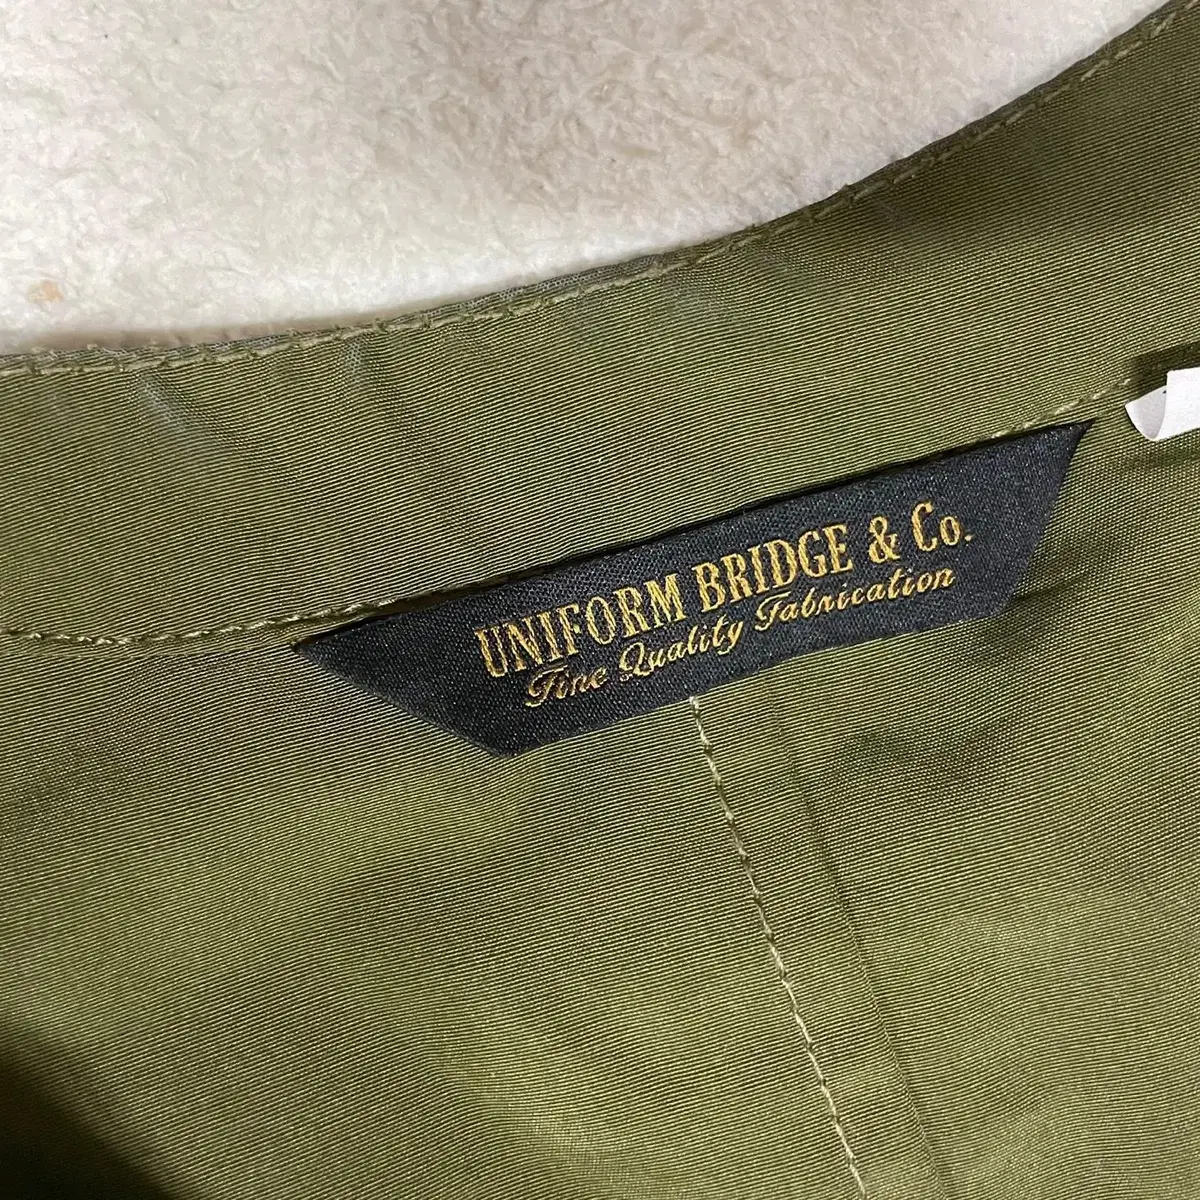 UNIFORM BRIDGE & Co.
Fine Quality Fabrication